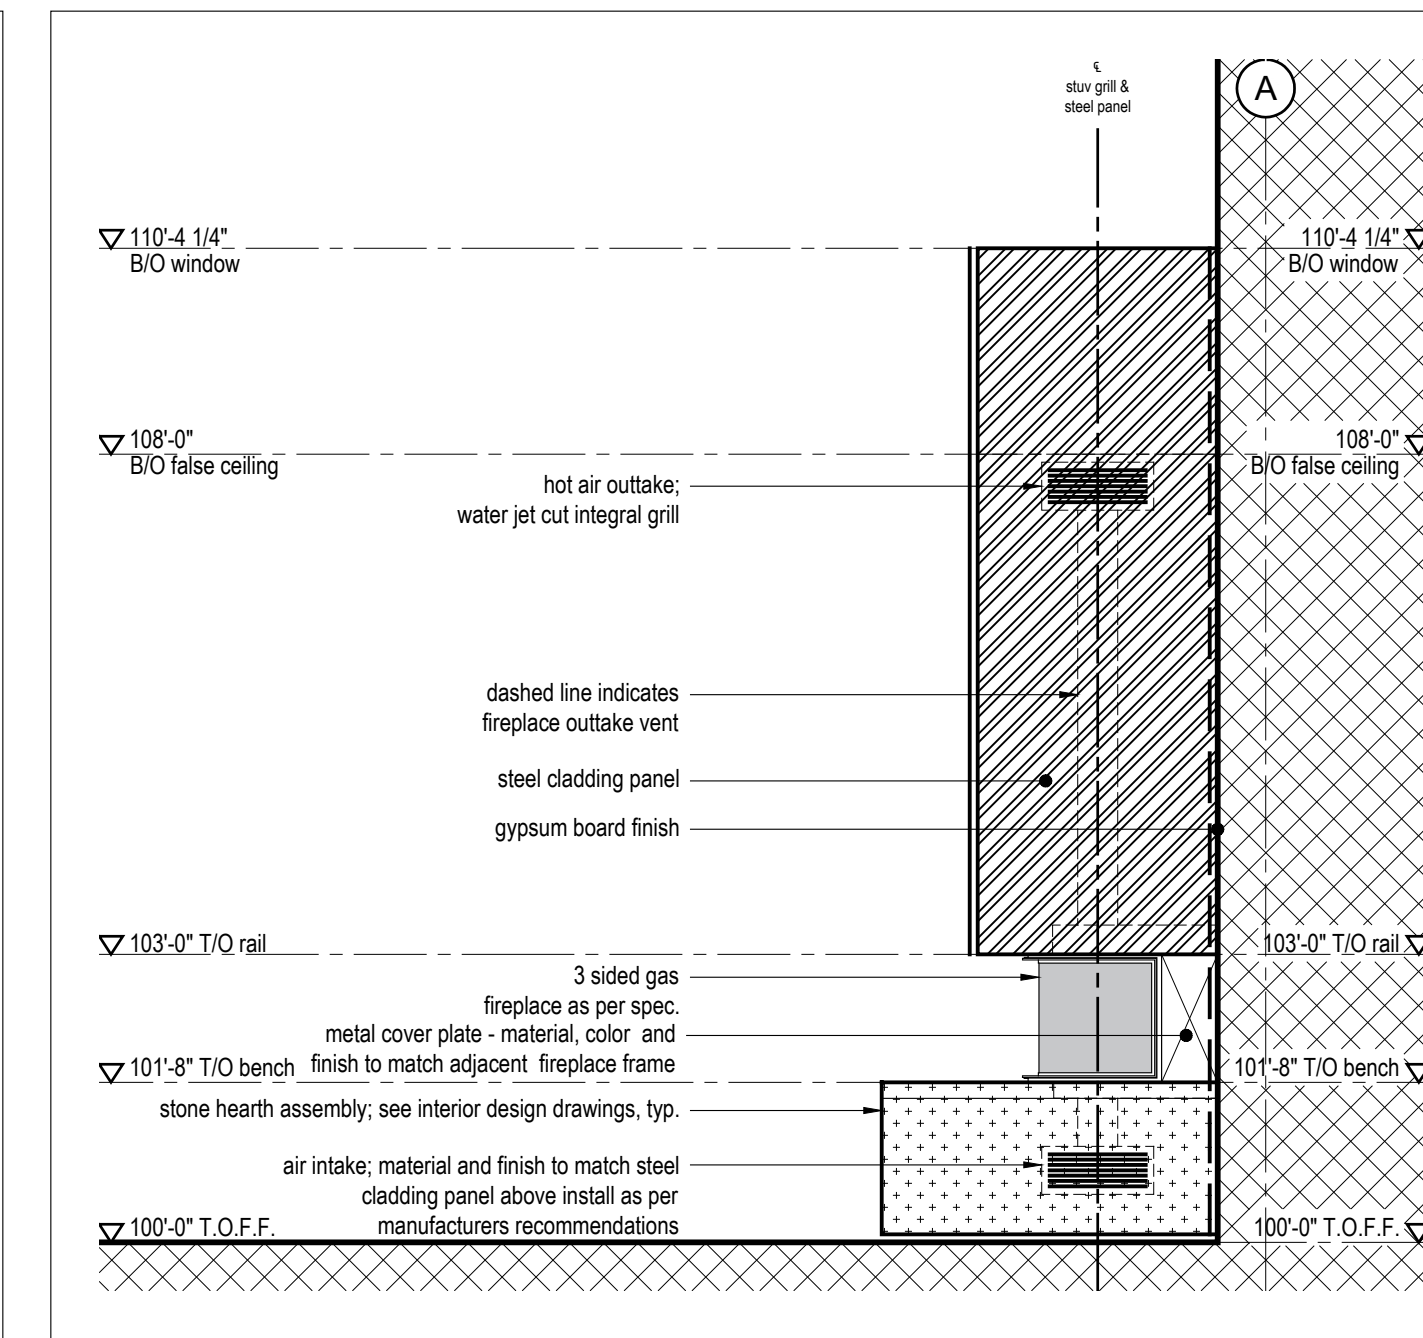 ℄
stuv grill &
steel panel
A
110'-4 1/4"
B/O window
110'-4 1/4"
B/O window
108'-0"
B/O false ceiling
108'-0"
B/O false ceiling
hot air outtake;
water jet cut integral grill
dashed line indicates
fireplace outtake vent
steel cladding panel
gypsum board finish
103'-0" T/O rail
103'-0" T/O rail
3 sided gas
fireplace as per spec.
metal cover plate - material, color and
finish to match adjacent fireplace frame
101'-8" T/O bench
101'-8" T/O bench
stone hearth assembly; see interior design drawings, typ.
air intake; material and finish to match steel
cladding panel above install as per
manufacturers recommendations
100'-0" T.O.F.F.
100'-0" T.O.F.F.